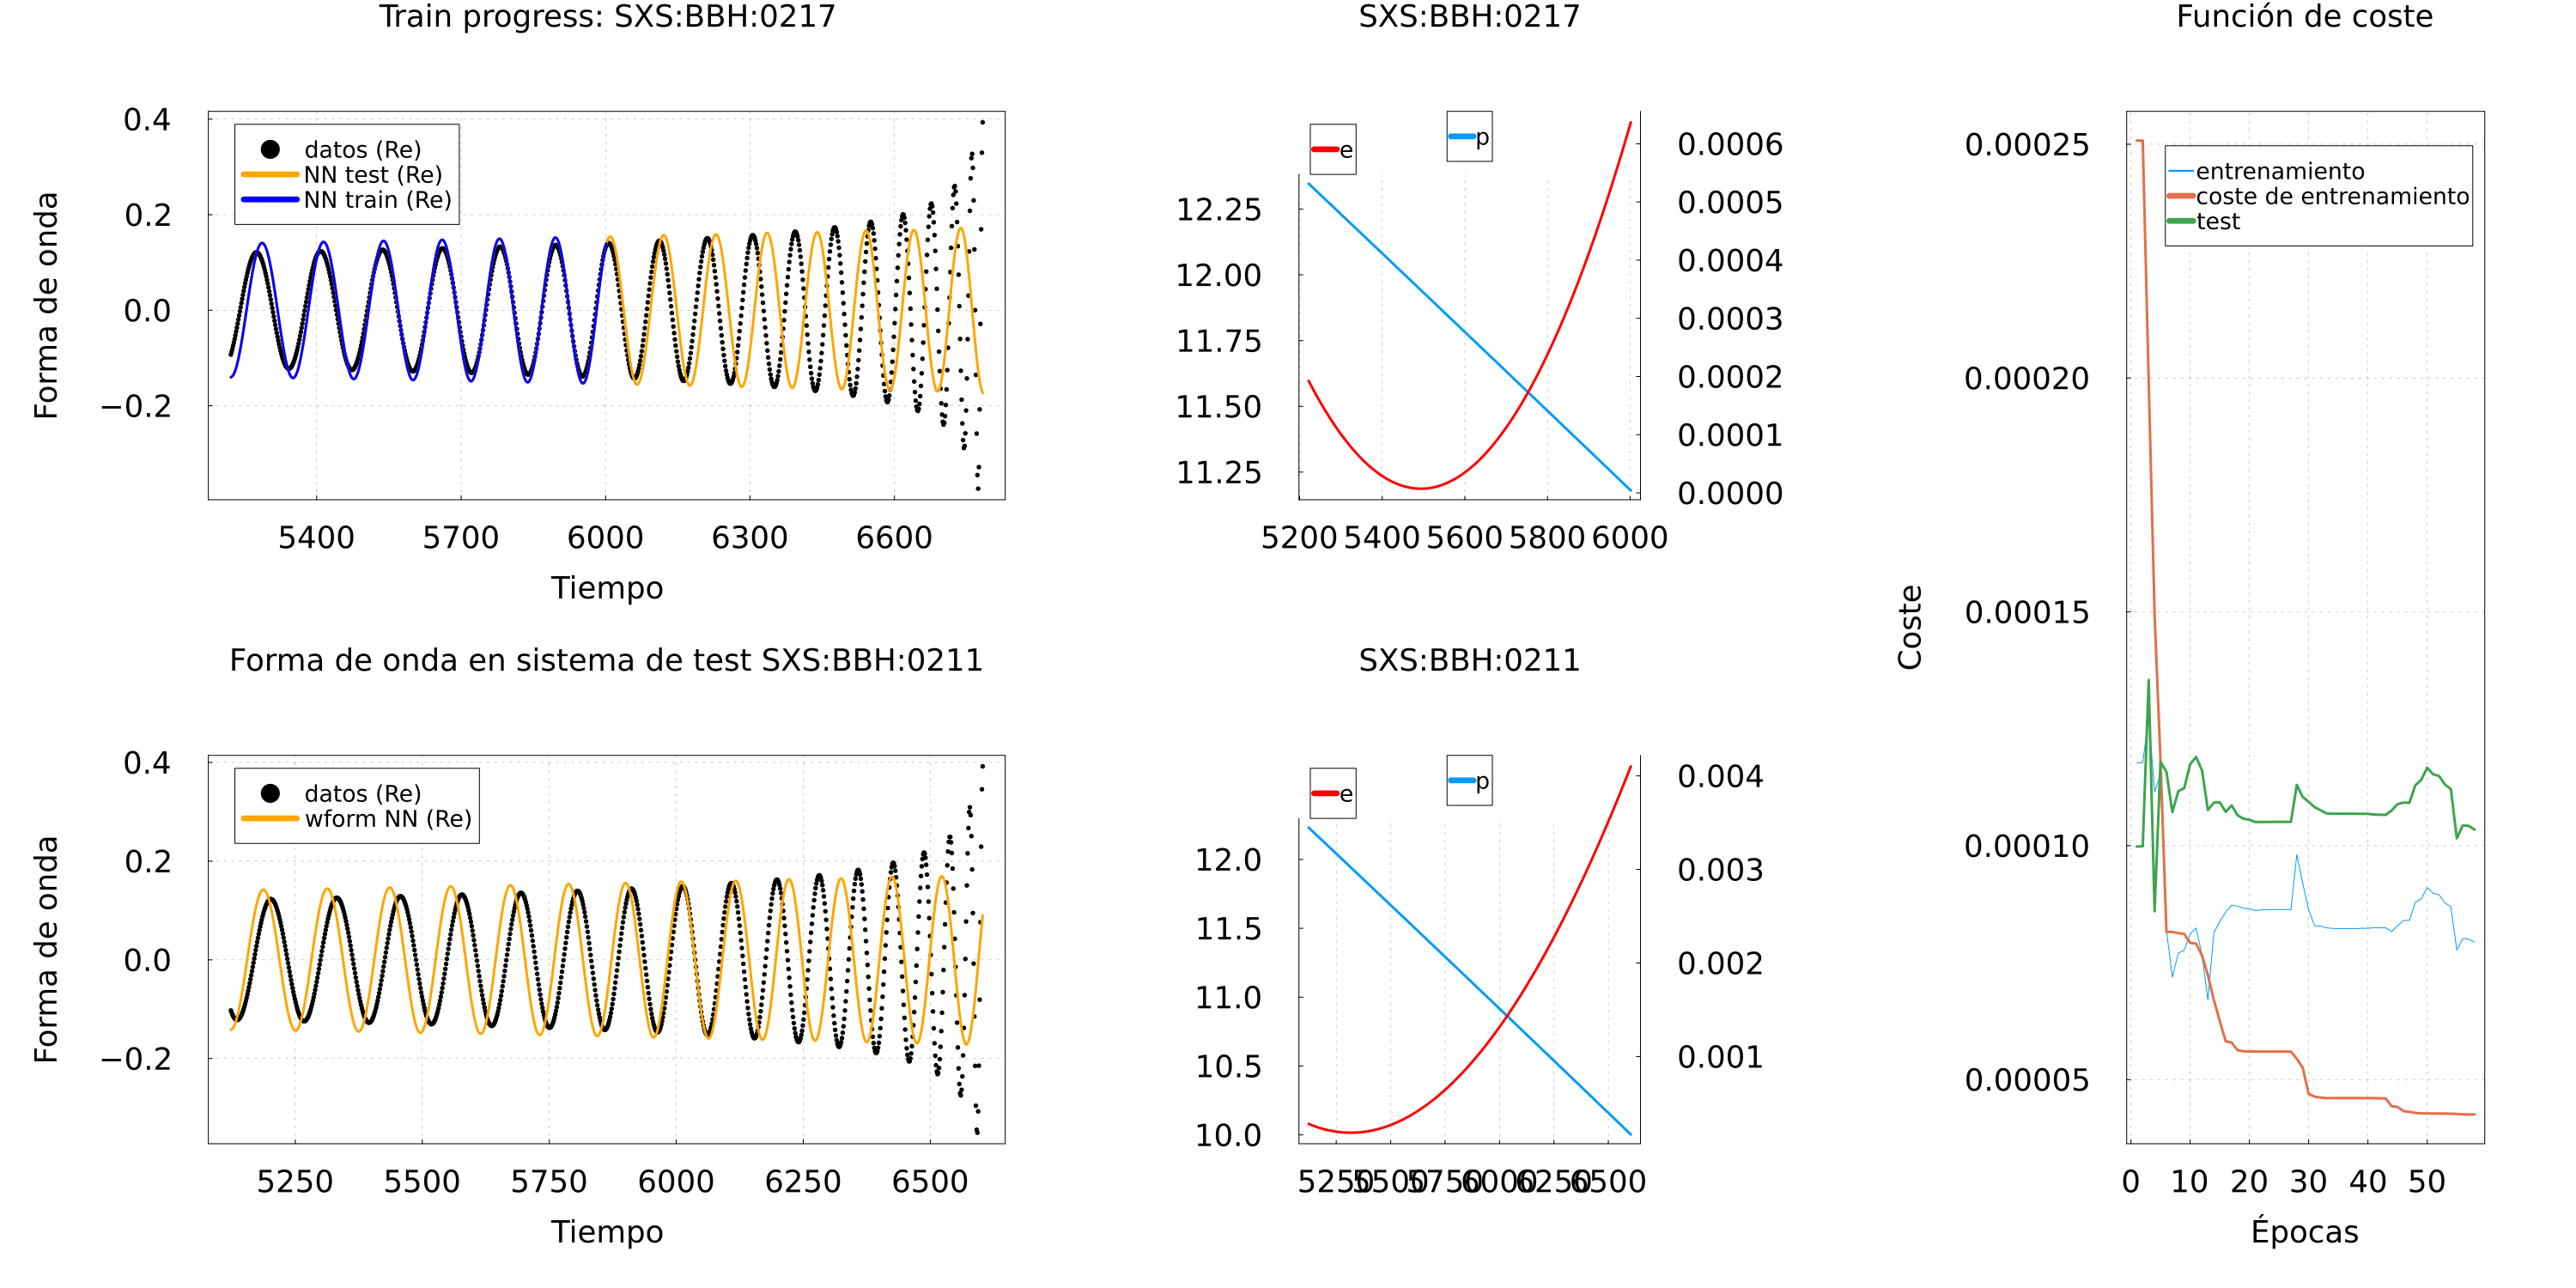 Train progress: SXS:BBH:0217
0.4
0.2
0.0
−0.2
Forma de onda
datos (Re)
NN test (Re)
NN train (Re)
5400 5700 6000 6300 6600
Tiempo
SXS:BBH:0217
e
p
12.25
12.00
11.75
11.50
11.25
0.0006
0.0005
0.0004
0.0003
0.0002
0.0001
0.0000
5200 5400 5600 5800 6000
Forma de onda en sistema de test SXS:BBH:0211
0.4
0.2
0.0
−0.2
Forma de onda
datos (Re)
wform NN (Re)
5250 5500 5750 6000 6250 6500
Tiempo
SXS:BBH:0211
e
p
12.0
11.5
11.0
10.5
10.0
0.004
0.003
0.002
0.001
5250 5500 5750 6000 6250 6500
Función de coste
0.00025
0.00020
0.00015
0.00010
0.00005
Coste
entrenamiento
coste de entrenamiento
test
0 10 20 30 40 50
Épocas